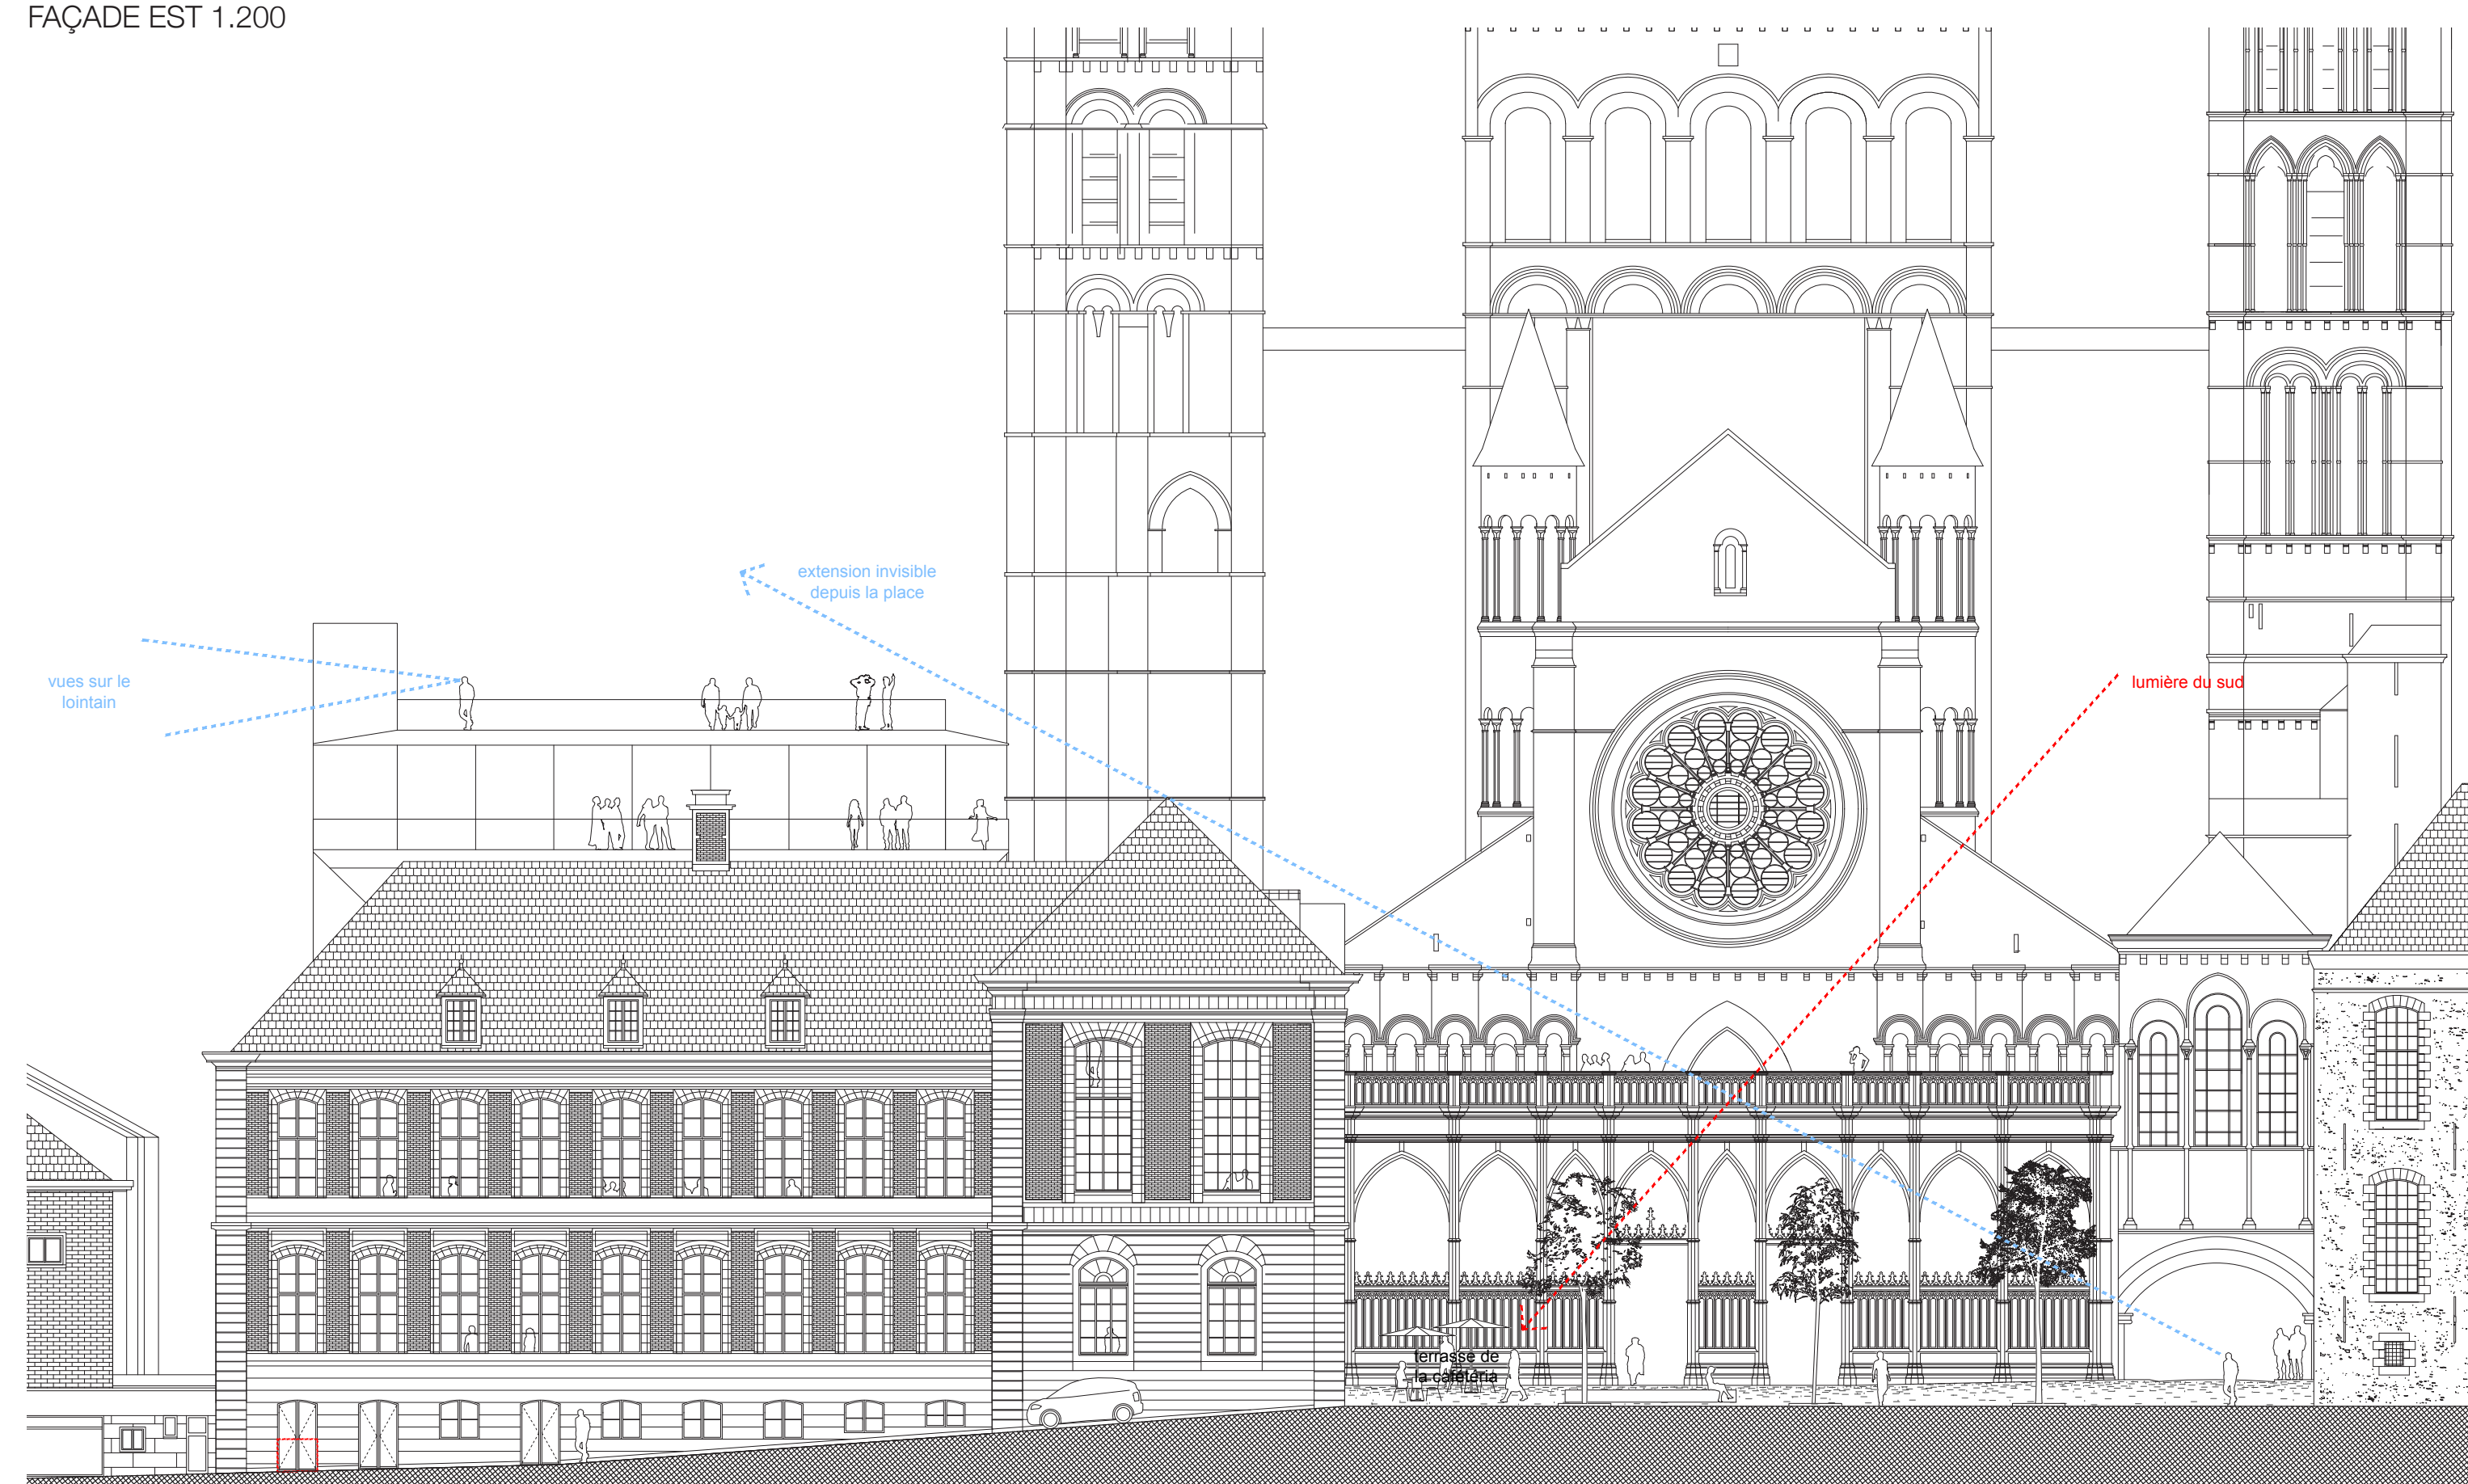 FAÇADE EST 1.200
extension invisible
depuis la place
vues sur le
lointain
lumière du sud
terrasse de
la cafétéria